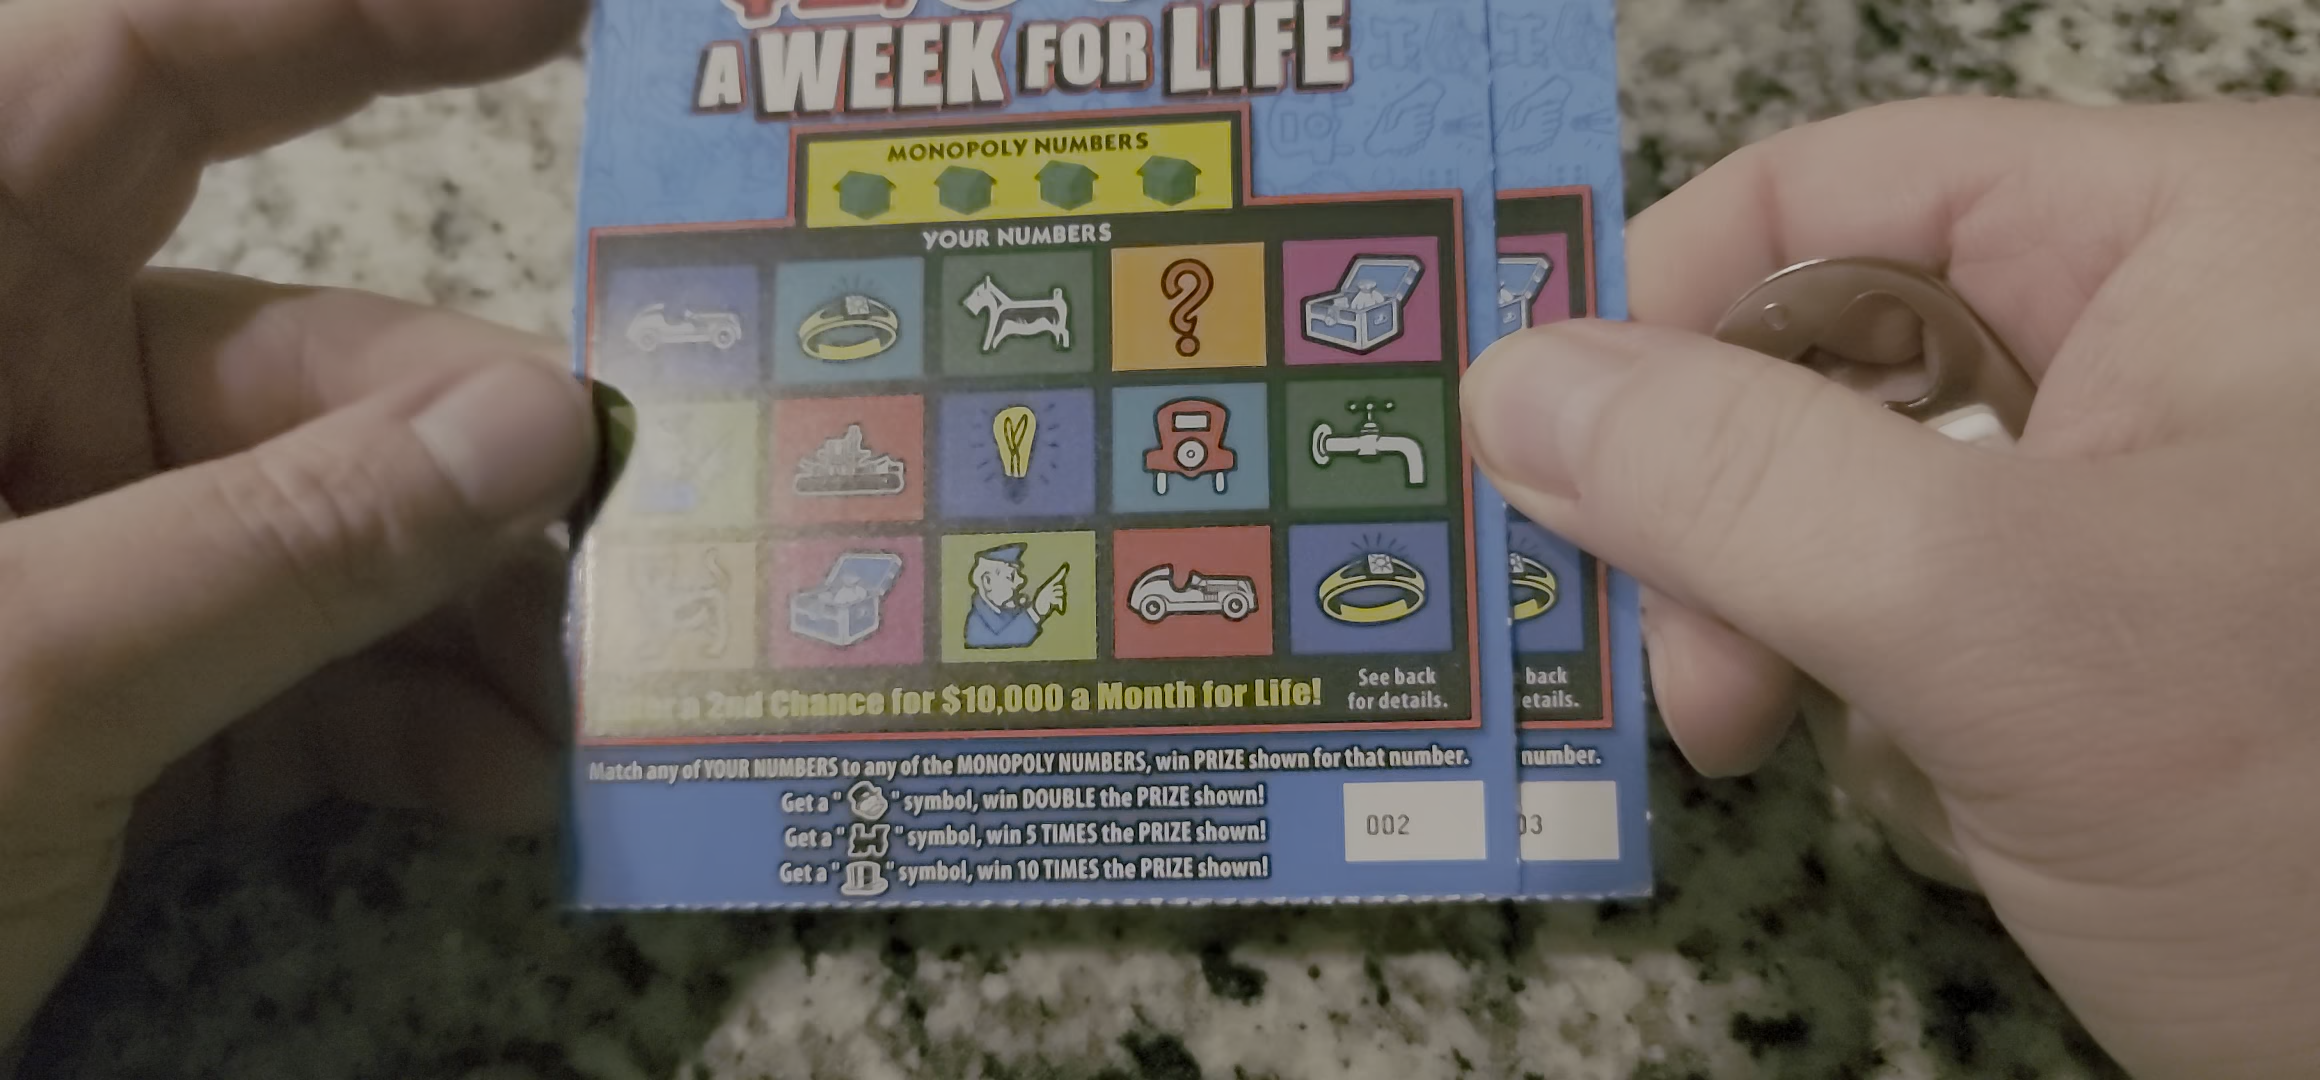 A WEEK FOR LIFE
MONOPOLY NUMBERS
YOUR NUMBERS
?
a 2nd Chance for $10,000 a Month for Life!
See back
for details.
back
etails.
Match any of YOUR NUMBERS to any of the MONOPOLY NUMBERS, win PRIZE shown for that number.
number.
Get a " " symbol, win DOUBLE the PRIZE shown!
Get a " " symbol, win 5 TIMES the PRIZE shown!
Get a " " symbol, win 10 TIMES the PRIZE shown!
002
03